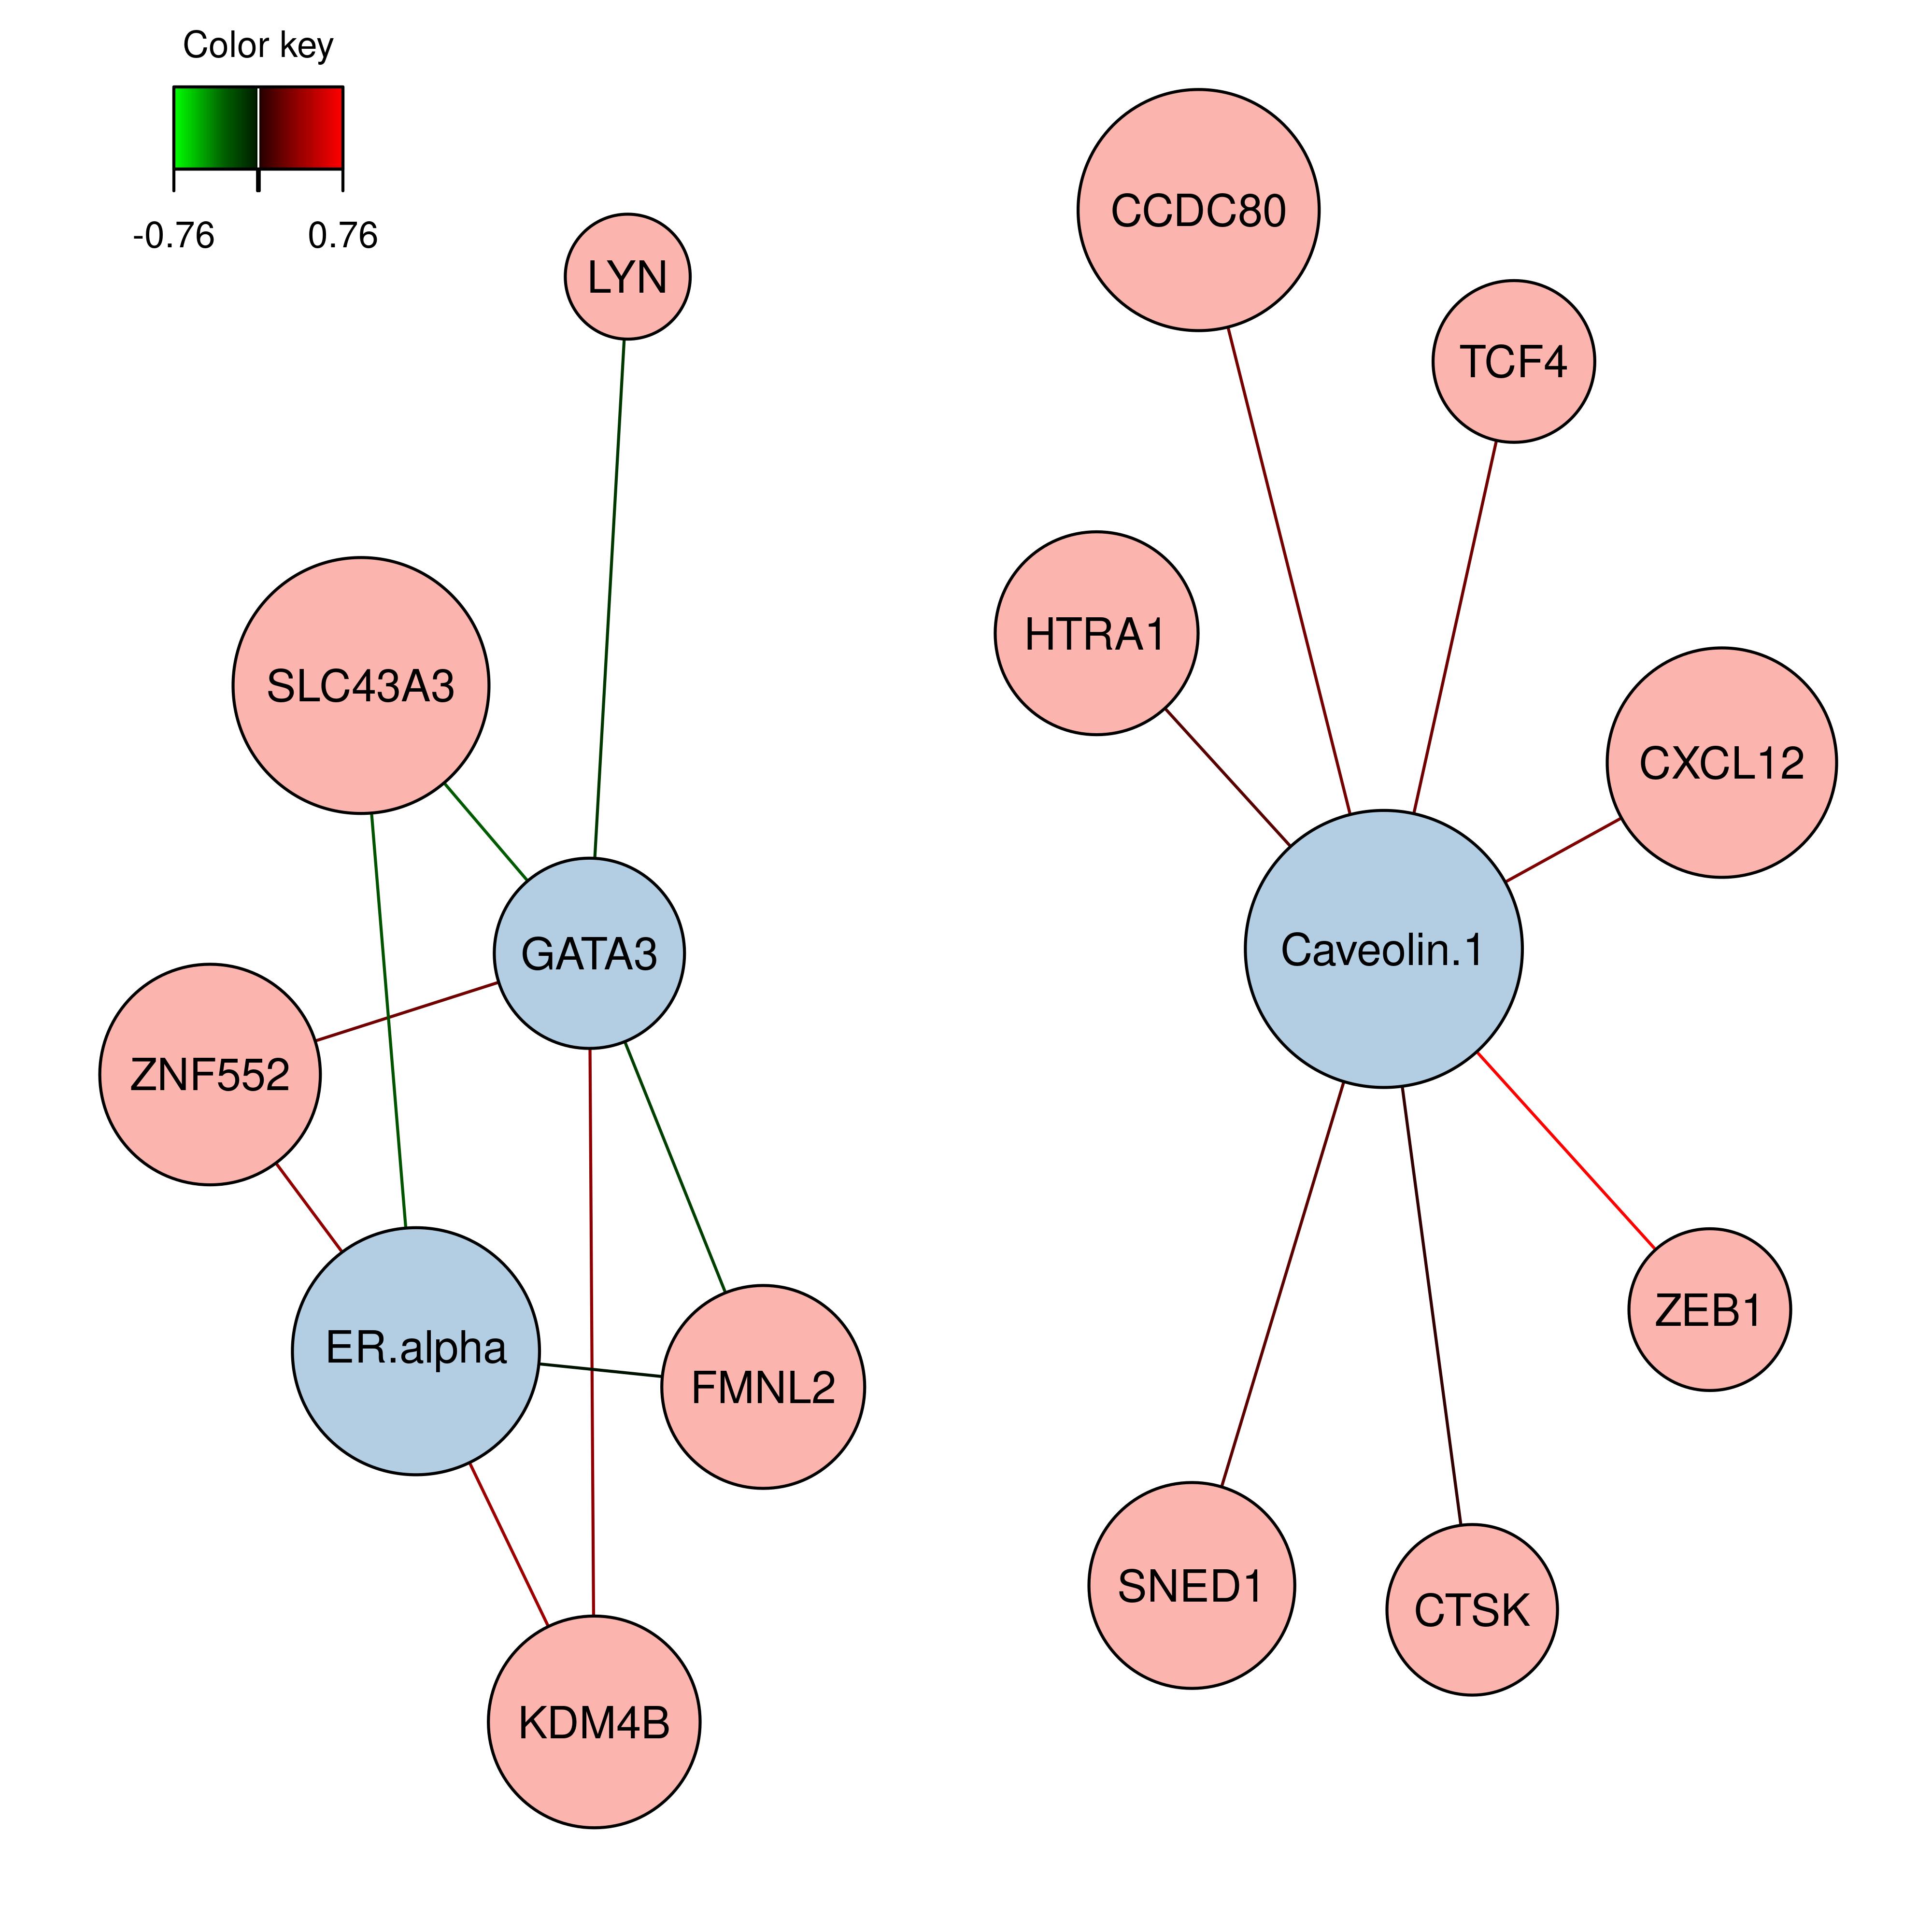 Color key
-0.76
0.76
LYN
CCDC80
TCF4
HTRA1
SLC43A3
CXCL12
GATA3
Caveolin.1
ZNF552
ER.alpha
FMNL2
ZEB1
SNED1
CTSK
KDM4B